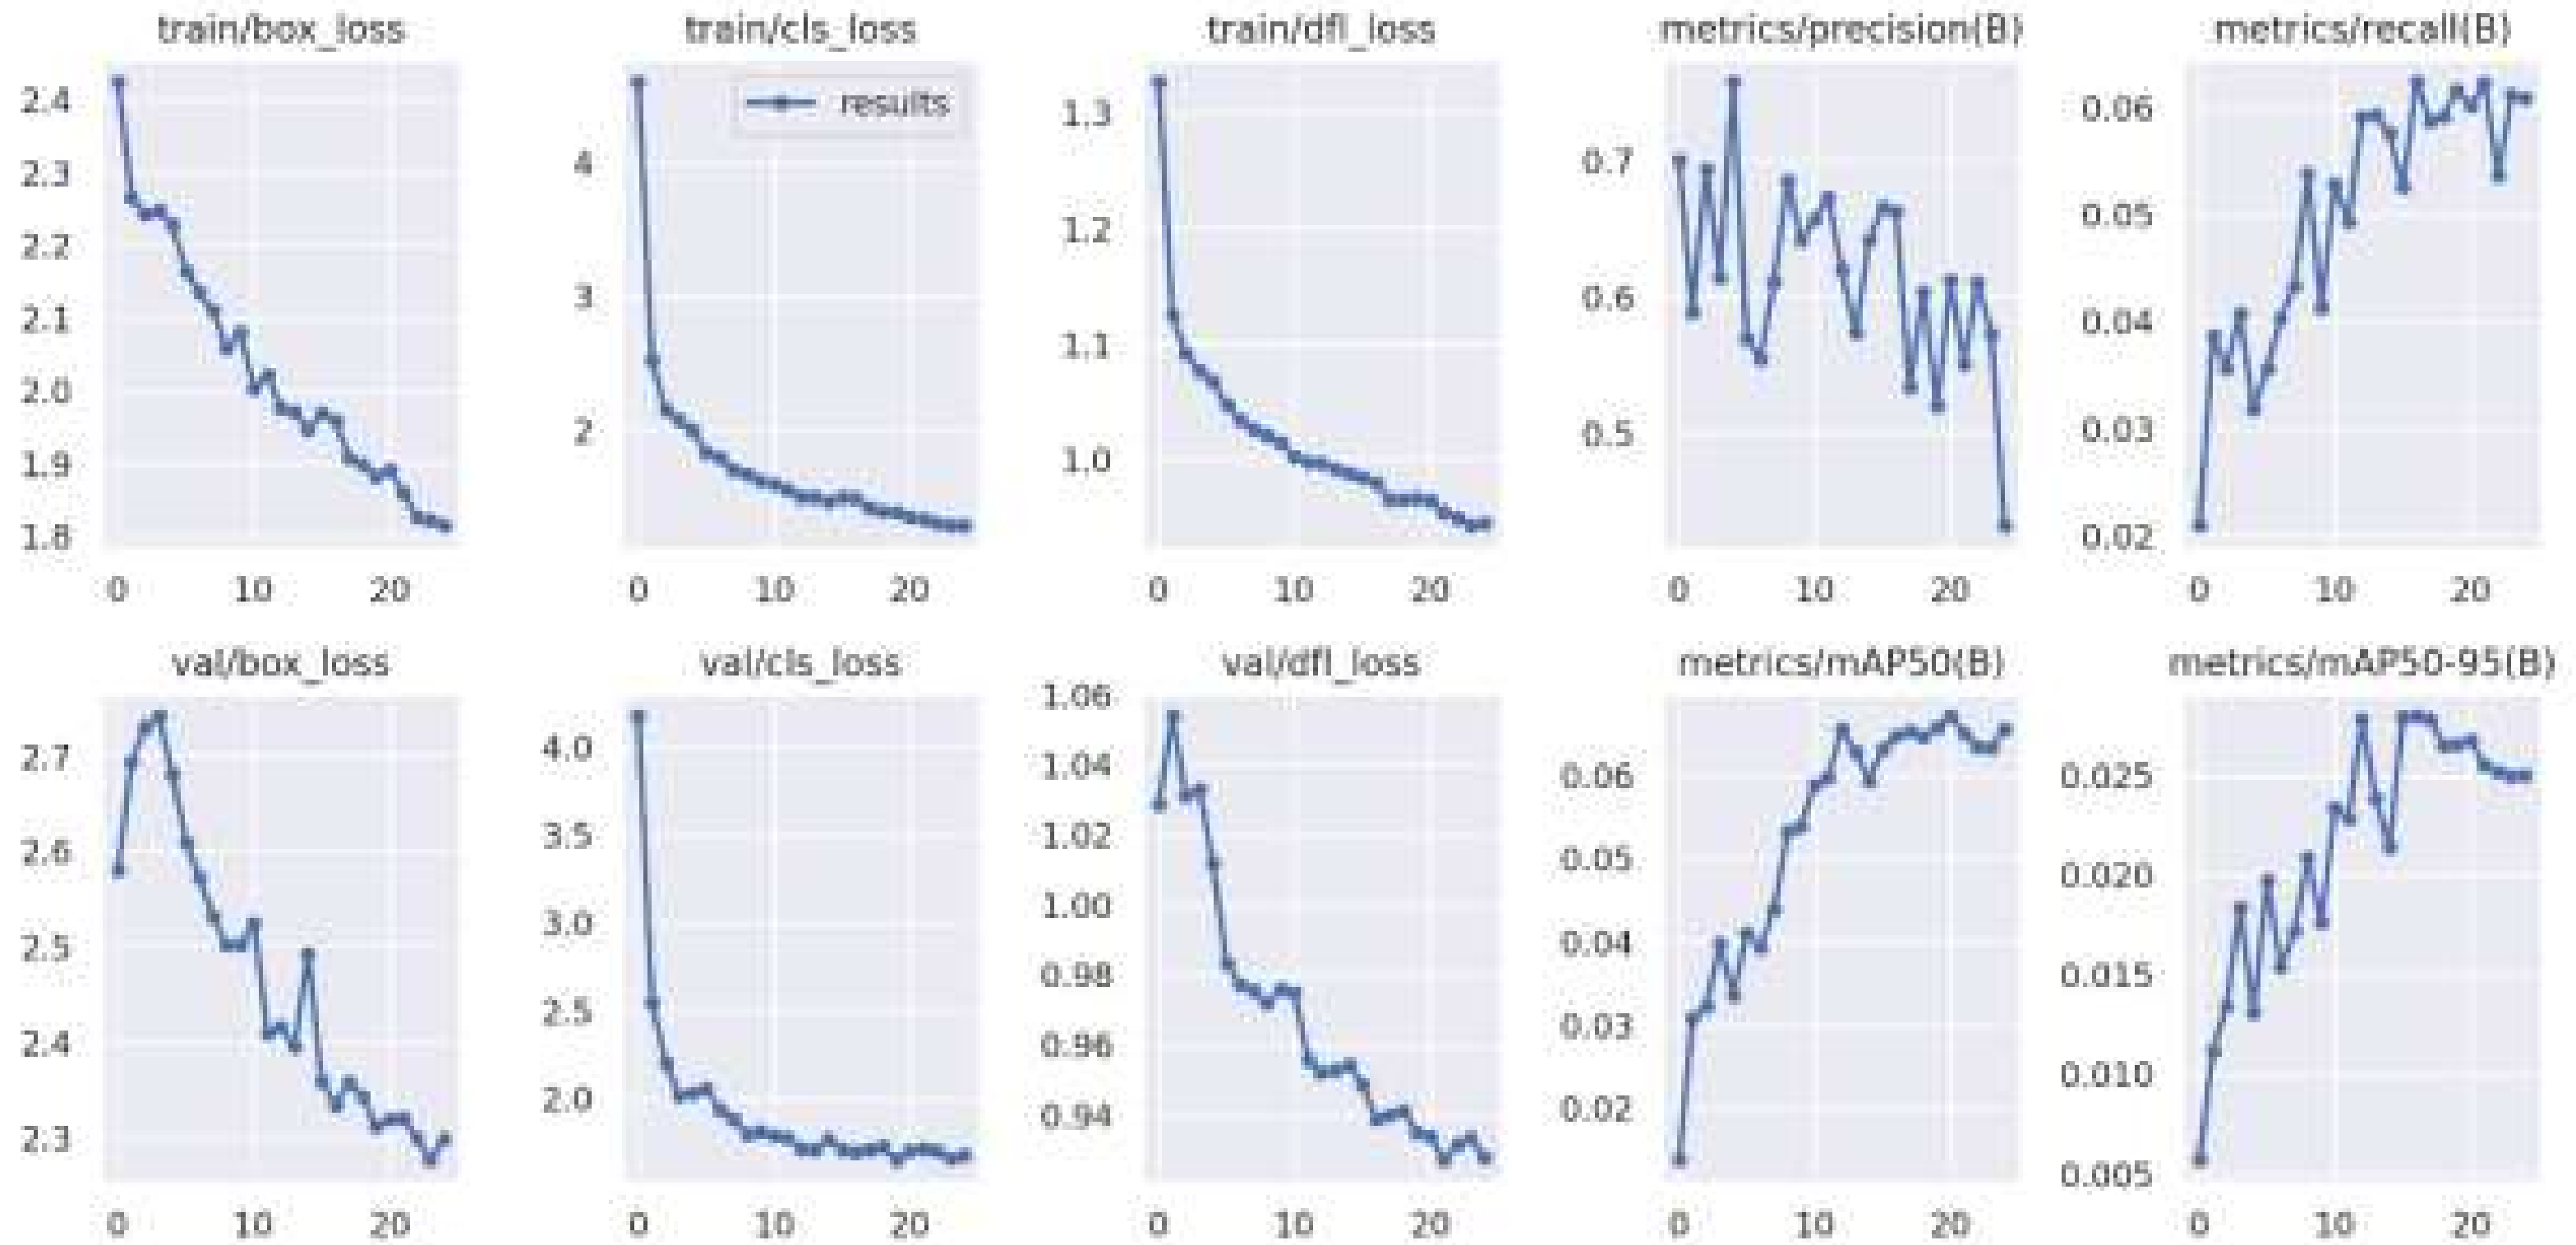 train/box_loss
train/cls_loss
train/dfl_loss
metrics/precision(B)
metrics/recall(B)
2.4
2.3
2.2
2.1
2.0
1.9
1.8
0 10 20
results
4
3
2
0 10 20
1.3
1.2
1.1
1.0
0 10 20
0.7
0.6
0.5
0 10 20
0.06
0.05
0.04
0.03
0.02
0 10 20
val/box_loss
val/cls_loss
val/dfl_loss
metrics/mAP50(B)
metrics/mAP50-95(B)
2.7
2.6
2.5
2.4
2.3
0 10 20
4.0
3.5
3.0
2.5
2.0
0 10 20
1.06
1.04
1.02
1.00
0.98
0.96
0.94
0 10 20
0.06
0.05
0.04
0.03
0.02
0 10 20
0.025
0.020
0.015
0.010
0.005
0 10 20